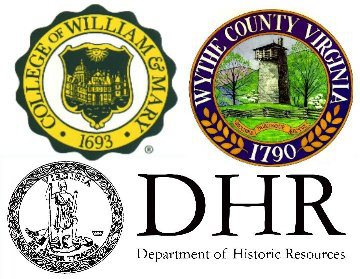 COLLEGE OF WILLIAM & MARY
1693
®
WYTHE COUNTY VIRGINIA
1790
VIRGINIA
DHR
Department of Historic Resources